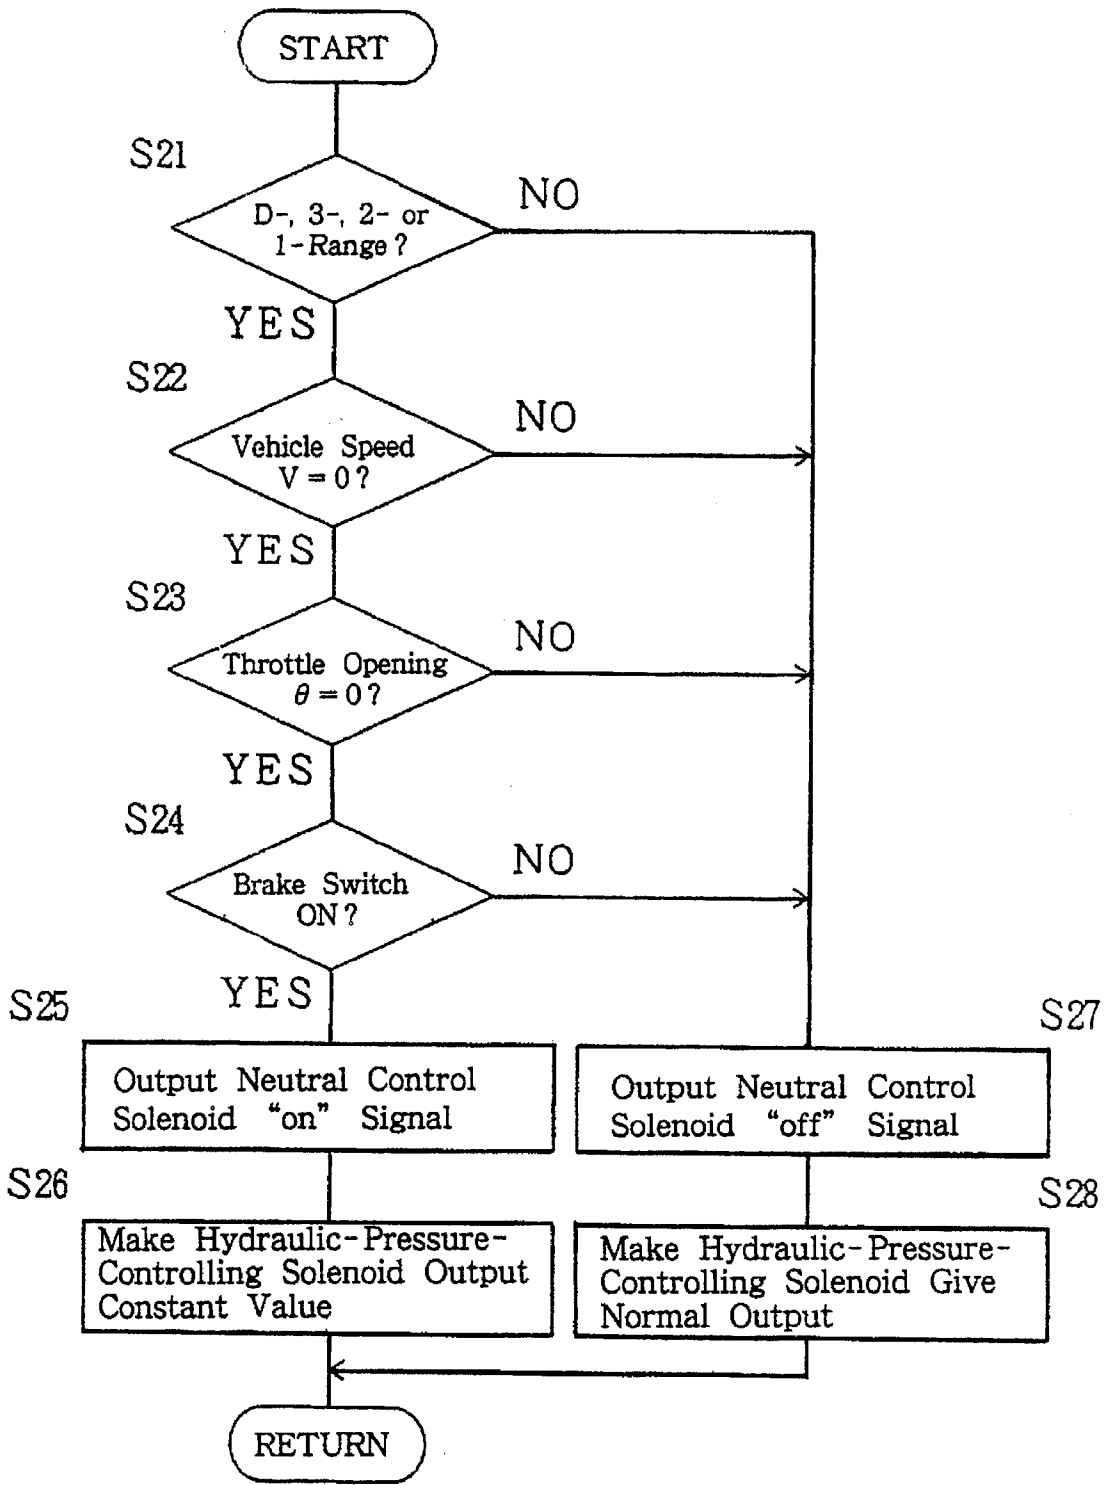 START
S21
D-, 3-, 2- or
1-Range?
NO
YES
S22
Vehicle Speed
V = 0?
NO
YES
S23
Throttle Opening
θ = 0?
NO
YES
S24
Brake Switch
ON?
NO
YES
S25
Output Neutral Control
Solenoid “on” Signal
S27
Output Neutral Control
Solenoid “off” Signal
S26
Make Hydraulic-Pressure-
Controlling Solenoid Output
Constant Value
S28
Make Hydraulic-Pressure-
Controlling Solenoid Give
Normal Output
RETURN